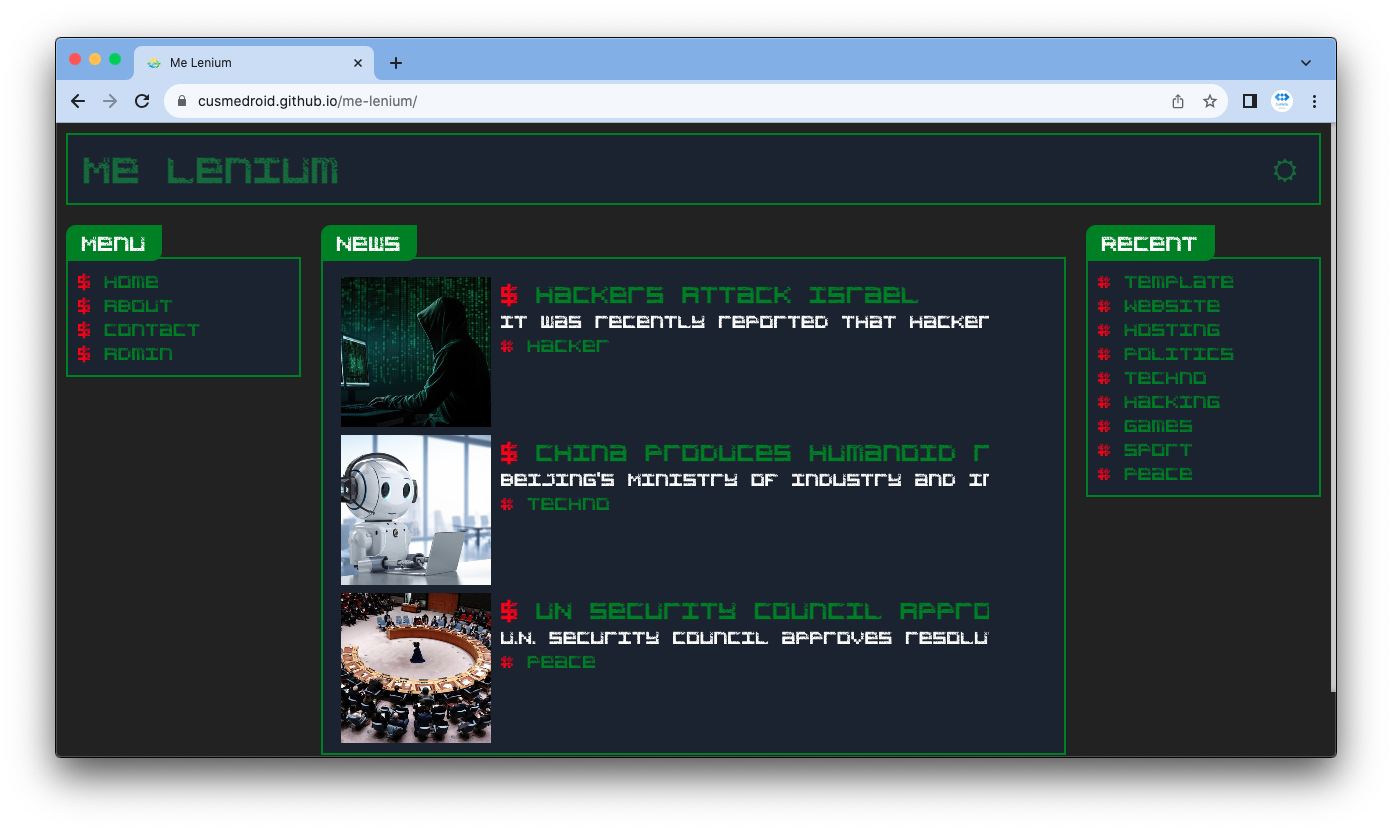 Me Lenium
cusmedroid.github.io/me-lenium/
Me Lenium
Menu
$ Home
$ About
$ Contact
$ Admin
News
$ Hackers Attack Israel
It was recently reported that hacker
# Hacker
$ China Produces Humanoid r
Beijing's Ministry of Industry and In
# Techno
$ UN Security Council Appro
U.N. Security Council approves resolu
# Peace
Recent
# Template
# Website
# Hosting
# Politics
# Techno
# Hacking
# Games
# Sport
# Peace